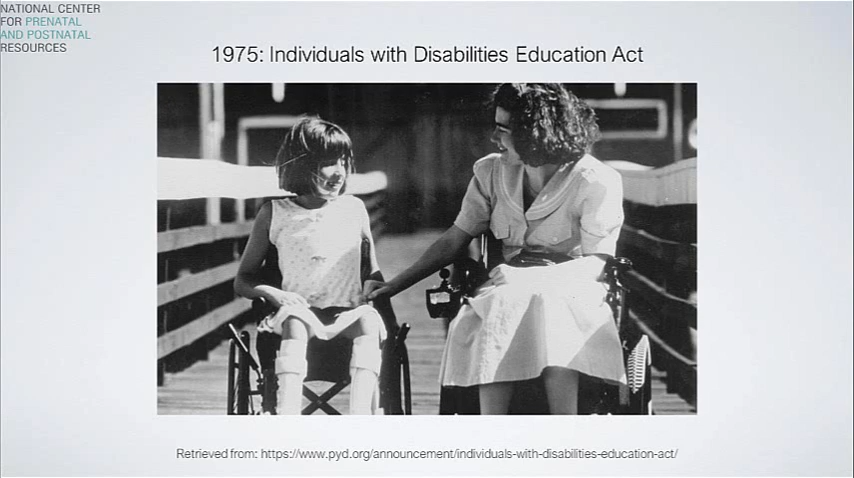 NATIONAL CENTER
FOR PRENATAL
AND POSTNATAL
RESOURCES
1975: Individuals with Disabilities Education Act
Retrieved from: https://www.pyd.org/announcement/individuals-with-disabilities-education-act/